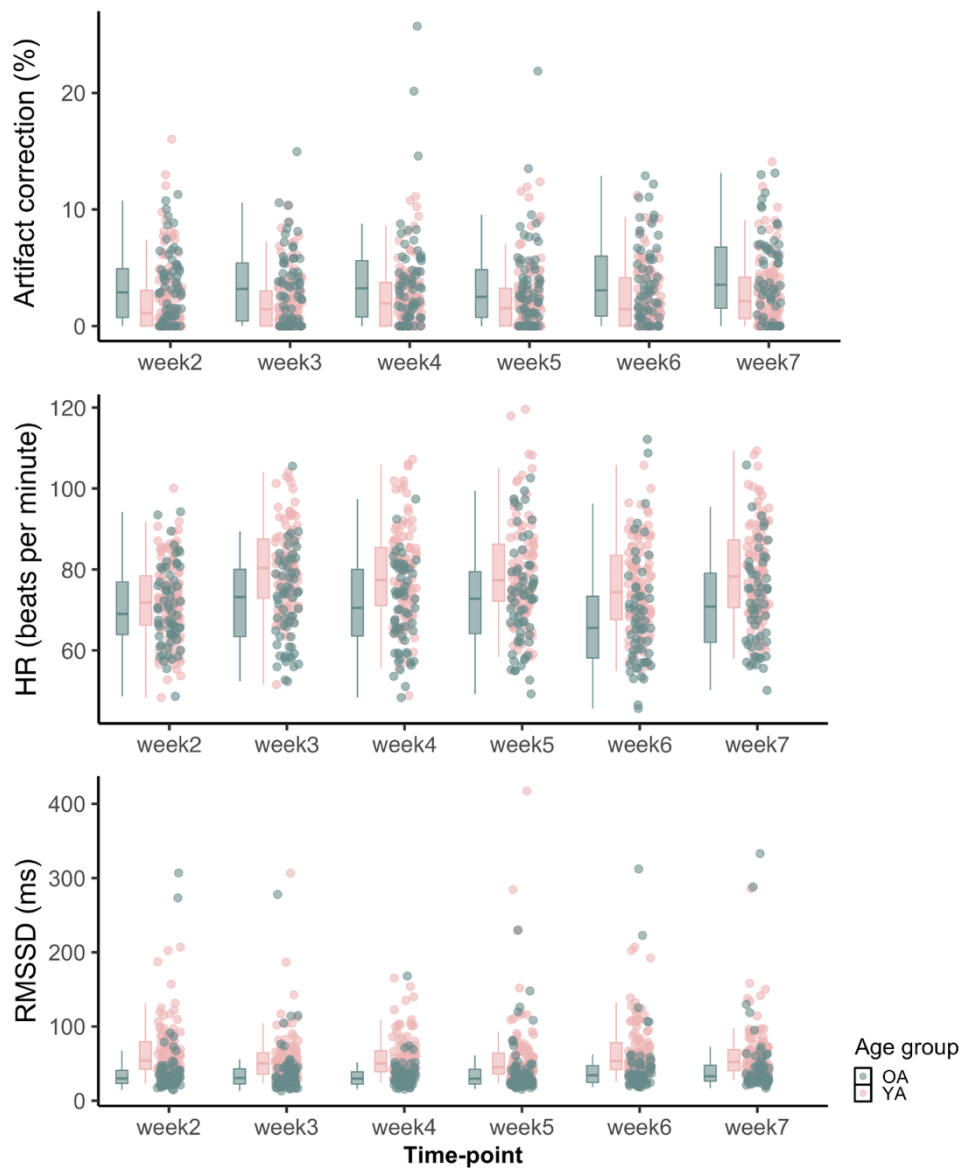 Artifact correction (%)
20
10
0
week2 week3 week4 week5 week6 week7
HR (beats per minute)
120
100
80
60
week2 week3 week4 week5 week6 week7
RMSSD (ms)
400
300
200
100
0
week2 week3 week4 week5 week6 week7
Time-point
Age group
OA
YA